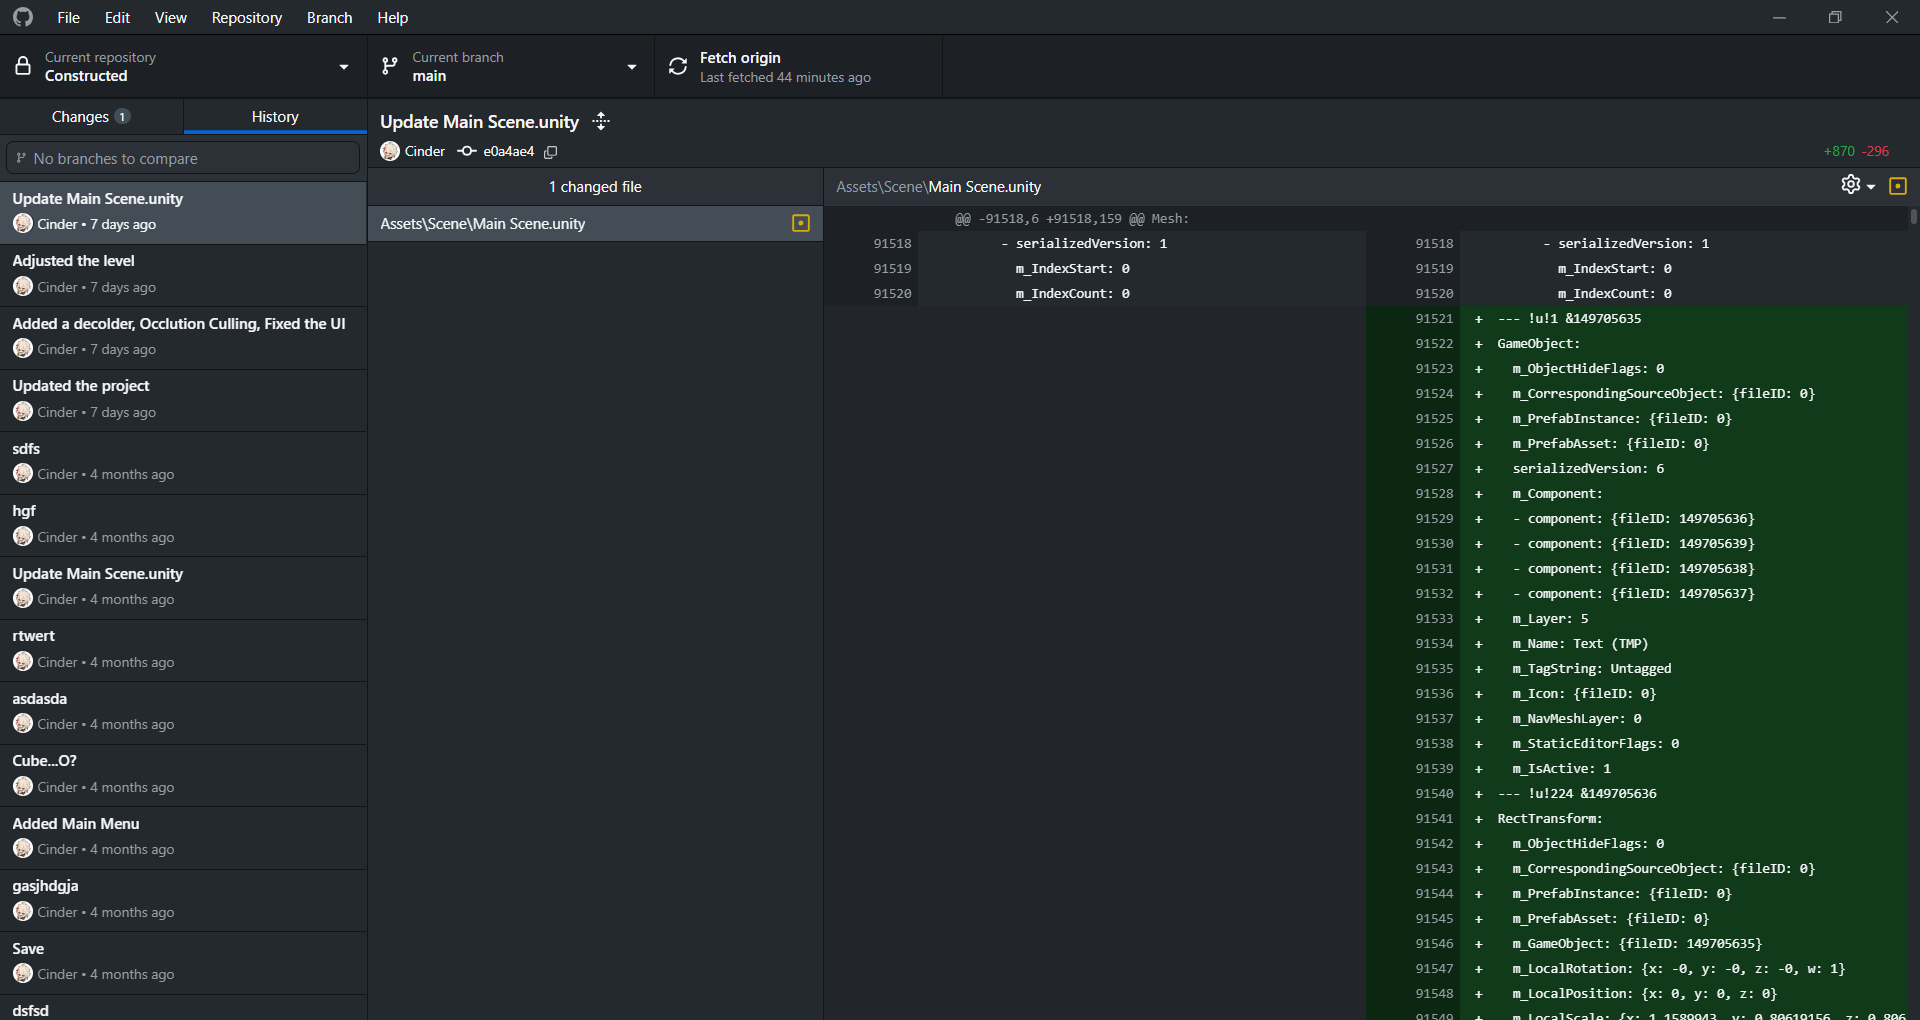 File Edit View Repository Branch Help
Current repository
Constructed
Current branch
main
Fetch origin
Last fetched 44 minutes ago
Changes 1
History
No branches to compare
Update Main Scene.unity
Cinder • 7 days ago
Adjusted the level
Cinder • 7 days ago
Added a decolder, Occlution Culling, Fixed the UI
Cinder • 7 days ago
Updated the project
Cinder • 7 days ago
sdfs
Cinder • 4 months ago
hgf
Cinder • 4 months ago
Update Main Scene.unity
Cinder • 4 months ago
rtwert
Cinder • 4 months ago
asdasda
Cinder • 4 months ago
Cube...O?
Cinder • 4 months ago
Added Main Menu
Cinder • 4 months ago
gasjhdgja
Cinder • 4 months ago
Save
Cinder • 4 months ago
dsfsd
Update Main Scene.unity
Cinder e0a4ae4
+870 -296
1 changed file
Assets\Scene\Main Scene.unity
Assets\Scene\Main Scene.unity
@@ -91518,6 +91518,159 @@ Mesh:
91518 - serializedVersion: 1
91519 m_IndexStart: 0
91520 m_IndexCount: 0
91518 - serializedVersion: 1
91519 m_IndexStart: 0
91520 m_IndexCount: 0
91521 + --- !u!1 &149705635
91522 + GameObject:
91523 + m_ObjectHideFlags: 0
91524 + m_CorrespondingSourceObject: {fileID: 0}
91525 + m_PrefabInstance: {fileID: 0}
91526 + m_PrefabAsset: {fileID: 0}
91527 + serializedVersion: 6
91528 + m_Component:
91529 + - component: {fileID: 149705636}
91530 + - component: {fileID: 149705639}
91531 + - component: {fileID: 149705638}
91532 + - component: {fileID: 149705637}
91533 + m_Layer: 5
91534 + m_Name: Text (TMP)
91535 + m_TagString: Untagged
91536 + m_Icon: {fileID: 0}
91537 + m_NavMeshLayer: 0
91538 + m_StaticEditorFlags: 0
91539 + m_IsActive: 1
91540 + --- !u!224 &149705636
91541 + RectTransform:
91542 + m_ObjectHideFlags: 0
91543 + m_CorrespondingSourceObject: {fileID: 0}
91544 + m_PrefabInstance: {fileID: 0}
91545 + m_PrefabAsset: {fileID: 0}
91546 + m_GameObject: {fileID: 149705635}
91547 + m_LocalRotation: {x: -0, y: -0, z: -0, w: 1}
91548 + m_LocalPosition: {x: 0, y: 0, z: 0}
91549 + m_LocalScale: {x: 1.1589943, y: 0.80619156, z: 0.806